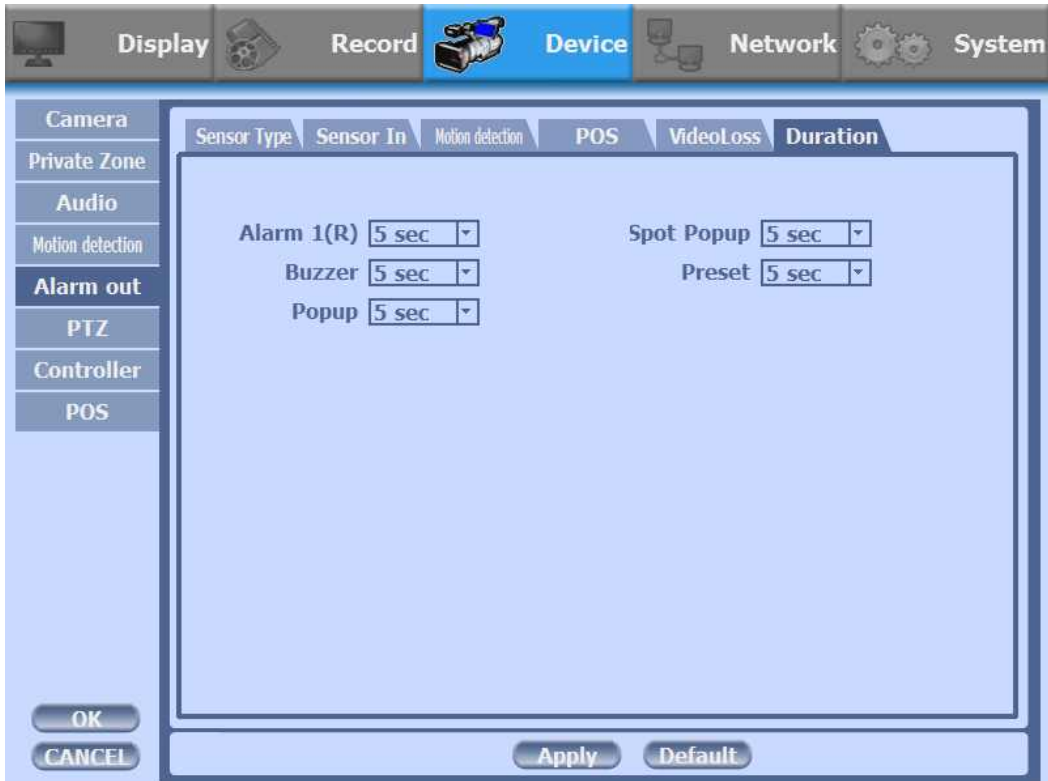 Display Record Device Network System
Camera
Private Zone
Audio
Motion detection
Alarm out
PTZ
Controller
POS
Sensor Type Sensor In Motion detection POS VideoLoss Duration
Alarm 1(R) 5 sec Spot Popup 5 sec
Buzzer 5 sec Preset 5 sec
Popup 5 sec
OK
CANCEL
Apply Default